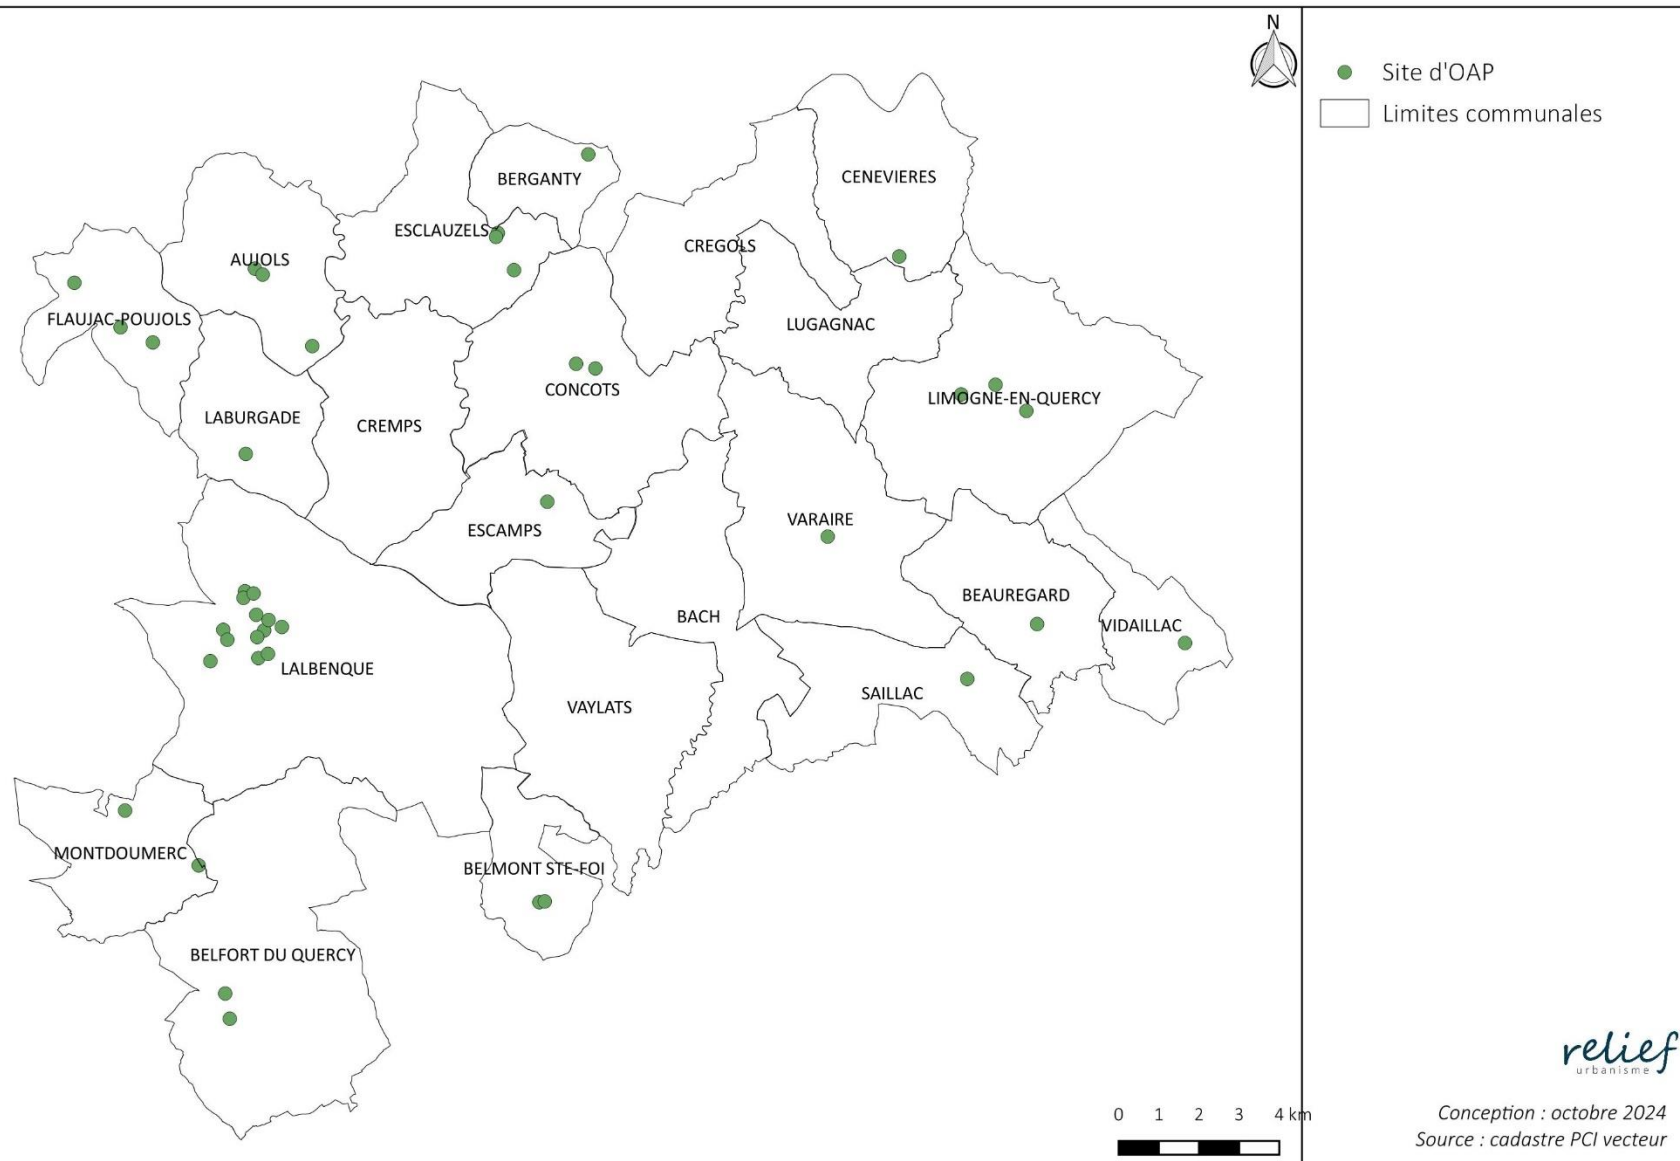 N
Site d'OAP
Limites communales
BERGANTY
CENEVIERES
ESCLAUZELS
CREGOLS
AUJOLS
FLAUJAC-POUJOLS
LUGAGNAC
CONCOTS
LIMOGNE-EN-QUERCY
LABURGADE
CREMPS
VARAIRE
ESCAMPS
BEAUREGARD
BACH
VIDAILLAC
LALBENQUE
SAILLAC
VAYLATS
MONTDOUMERC
BELMONT STE-FOI
BELFORT DU QUERCY
relief
urbanisme
0 1 2 3 4 km
Conception : octobre 2024
Source : cadastre PCI vecteur